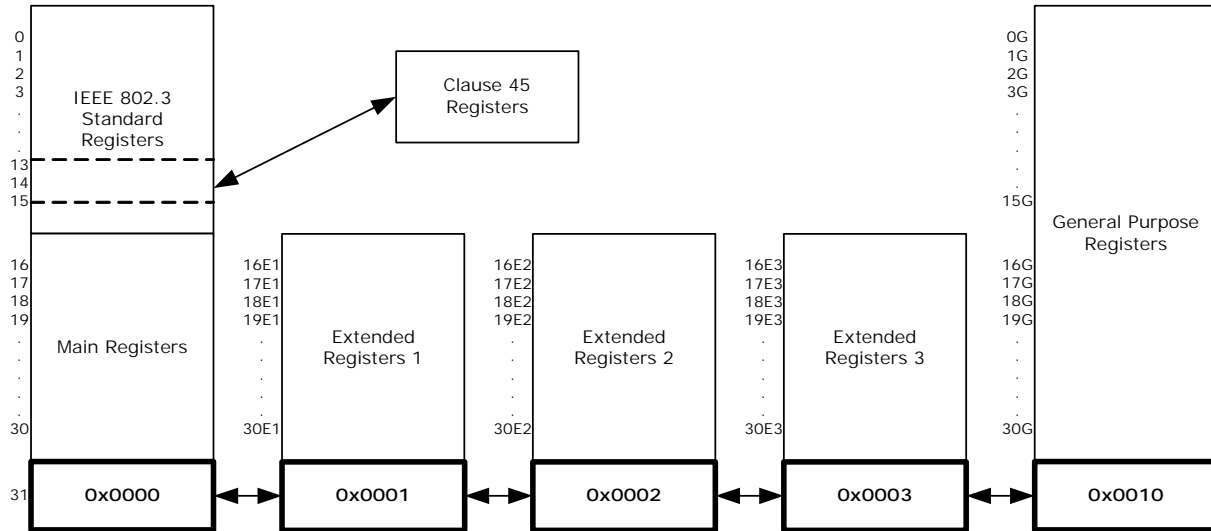 0
1
2
3
.
.
.
13
14
15
16
17
18
19
.
.
.
.
.
30
31
IEEE 802.3
Standard
Registers
Main Registers
0x0000
Clause 45
Registers
16E1
17E1
18E1
19E1
.
.
.
.
.
30E1
Extended
Registers 1
0x0001
16E2
17E2
18E2
19E2
.
.
.
.
.
30E2
Extended
Registers 2
0x0002
16E3
17E3
18E3
19E3
.
.
.
.
.
30E3
Extended
Registers 3
0x0003
0G
1G
2G
3G
.
.
.
.
.
15G
16G
17G
18G
19G
.
.
.
.
.
30G
General Purpose
Registers
0x0010